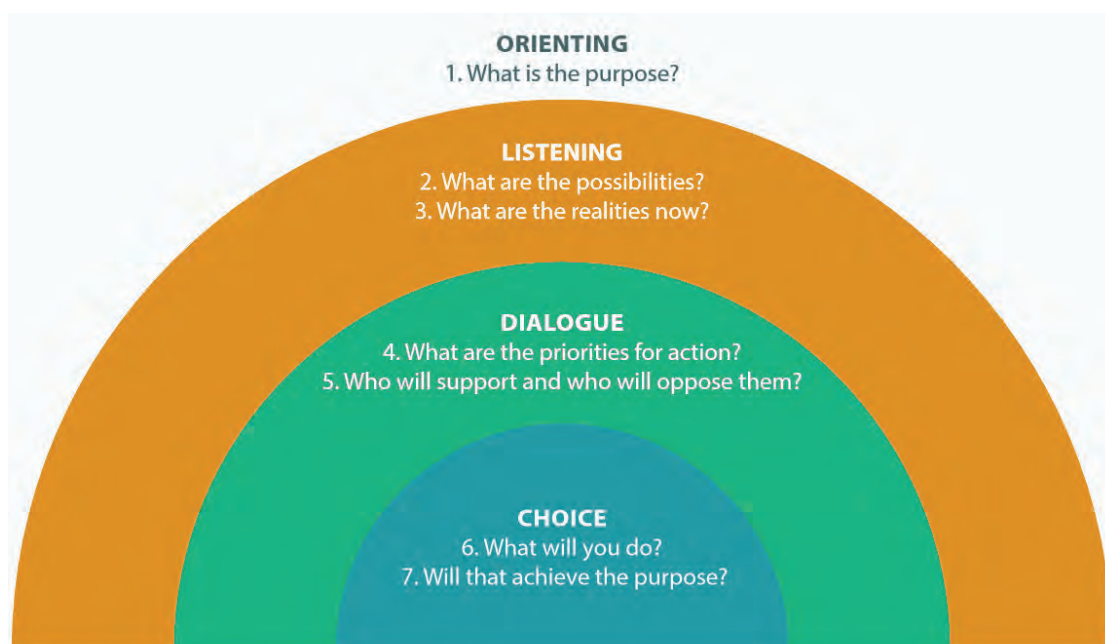 ORIENTING
1. What is the purpose?
LISTENING
2. What are the possibilities?
3. What are the realities now?
DIALOGUE
4. What are the priorities for action?
5. Who will support and who will oppose them?
CHOICE
6. What will you do?
7. Will that achieve the purpose?